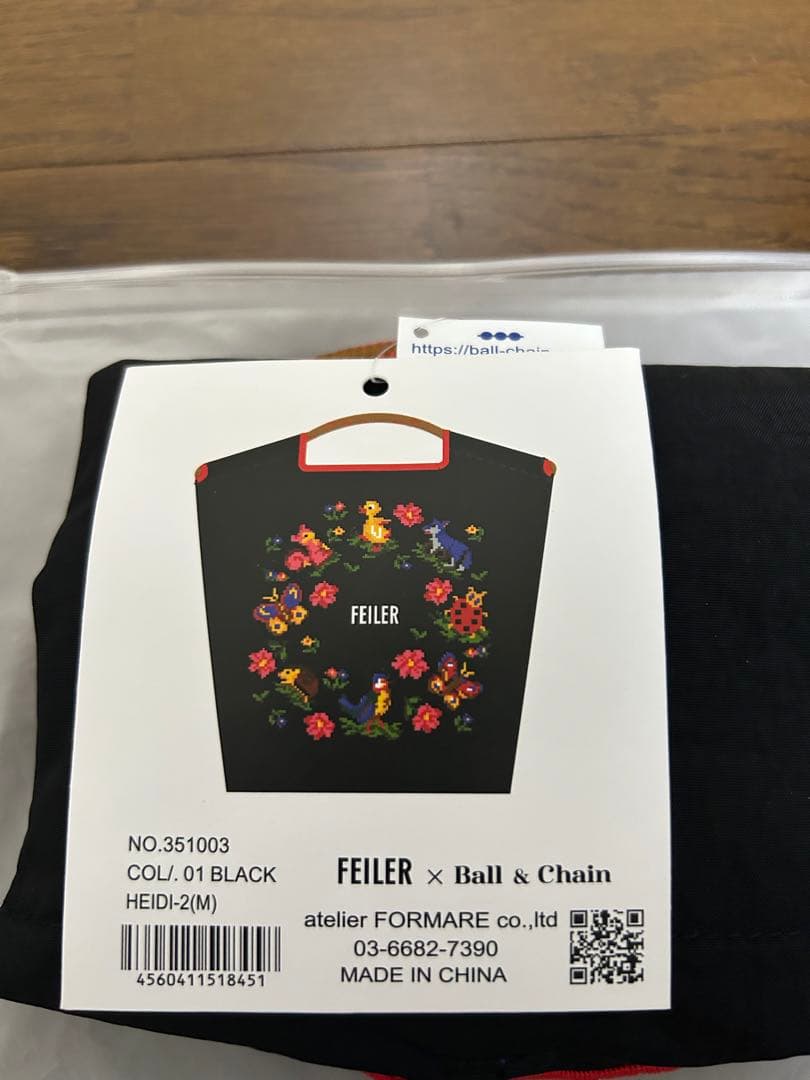 https://ball-chain
FEILER
NO.351003
COL/. 01 BLACK
HEIDI-2(M)
4560411518451
FEILER × Ball & Chain
atelier FORMARE co.,ltd
03-6682-7390
MADE IN CHINA